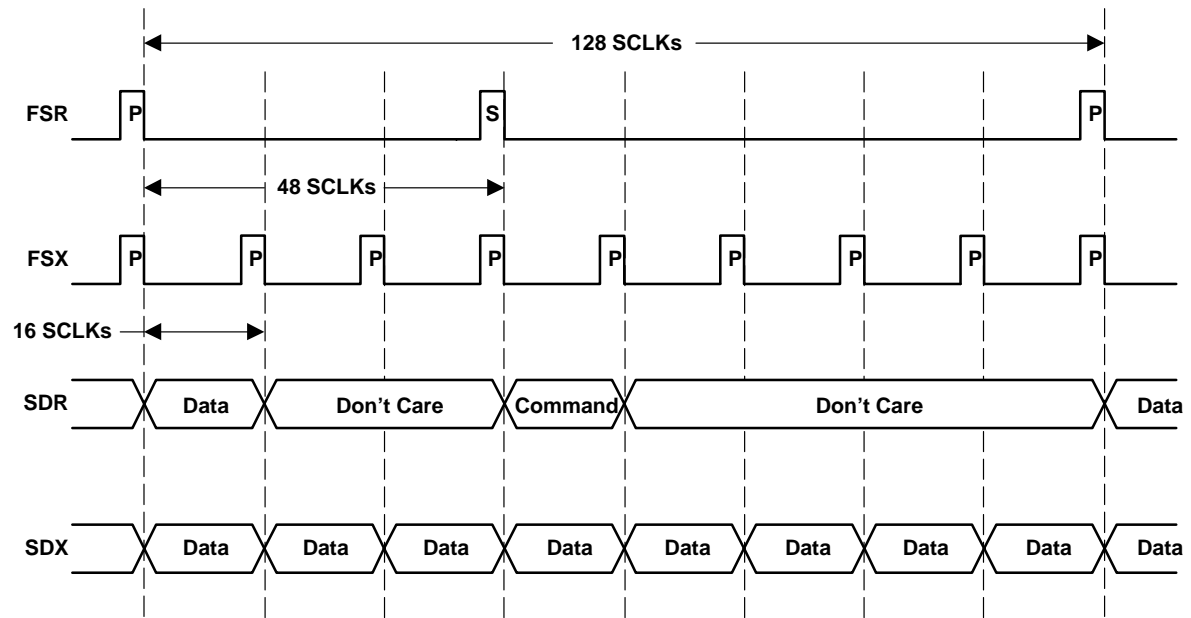 128 SCLKs
FSR P S P
48 SCLKs
FSX P P P P P P P P P
16 SCLKs
SDR Data Don't Care Command Don't Care Data
SDX Data Data Data Data Data Data Data Data Data